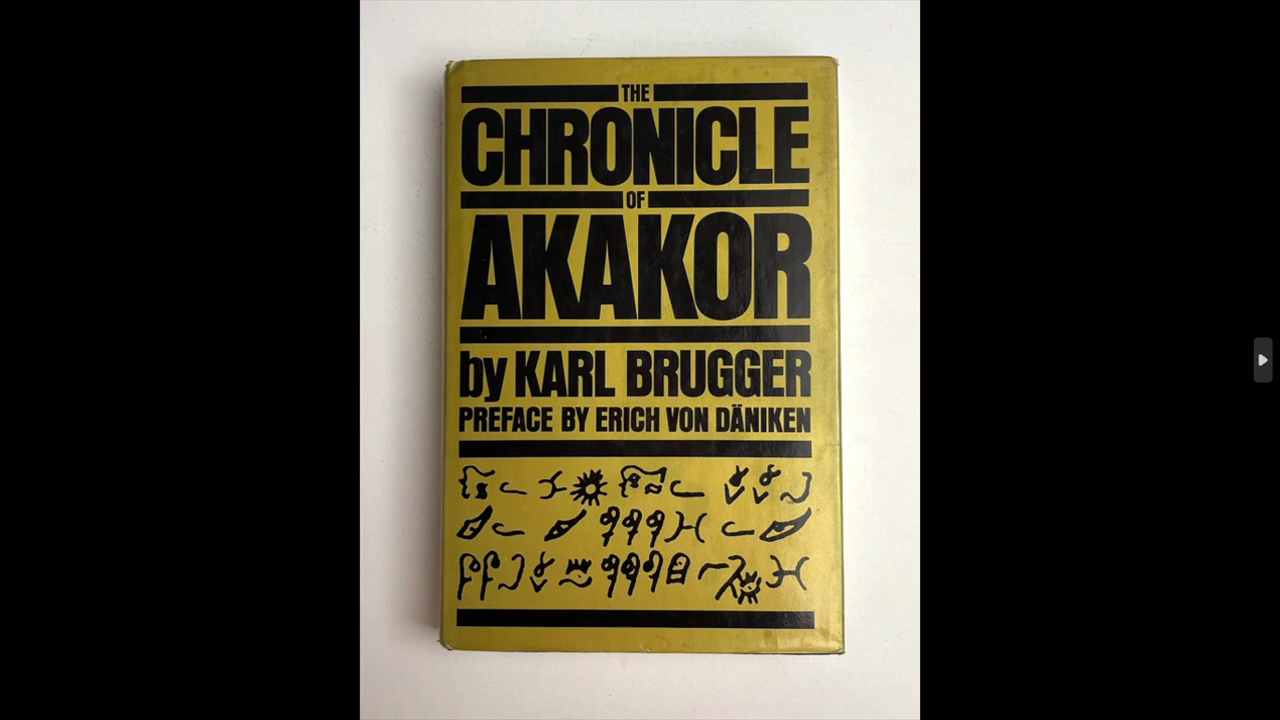 THE
CHRONICLE
OF
AKAKOR
by KARL BRUGGER
PREFACE BY ERICH VON DÄNIKEN